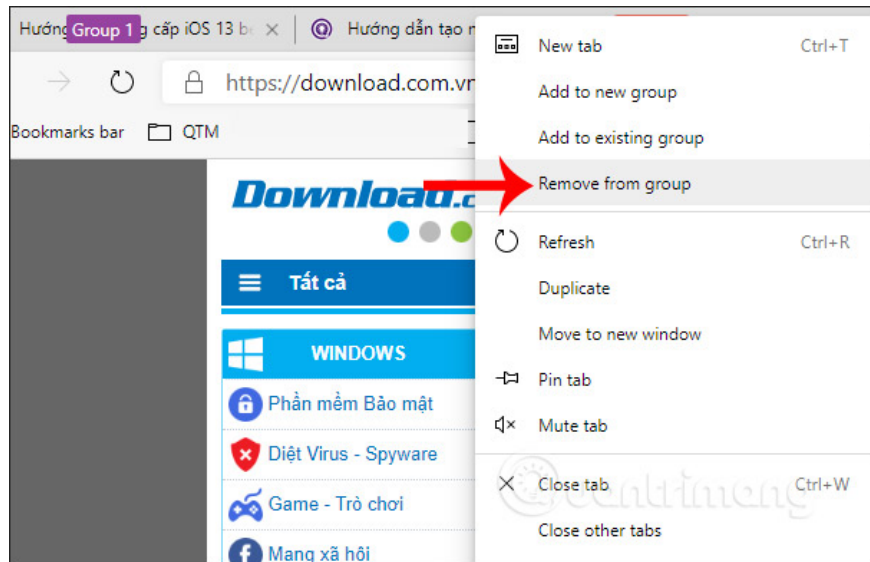 Hướng Group 1 g cấp iOS 13 b
Hướng dẫn tạo
https://download.com.vn
Bookmarks bar
QTM
Download.c
Tất cả
WINDOWS
Phần mềm Bảo mật
Diệt Virus - Spyware
Game - Trò chơi
Mạng xã hội
New tab Ctrl+T
Add to new group
Add to existing group
Remove from group
Refresh Ctrl+R
Duplicate
Move to new window
Pin tab
Mute tab
Close tab Ctrl+W
Close other tabs
uantrimang